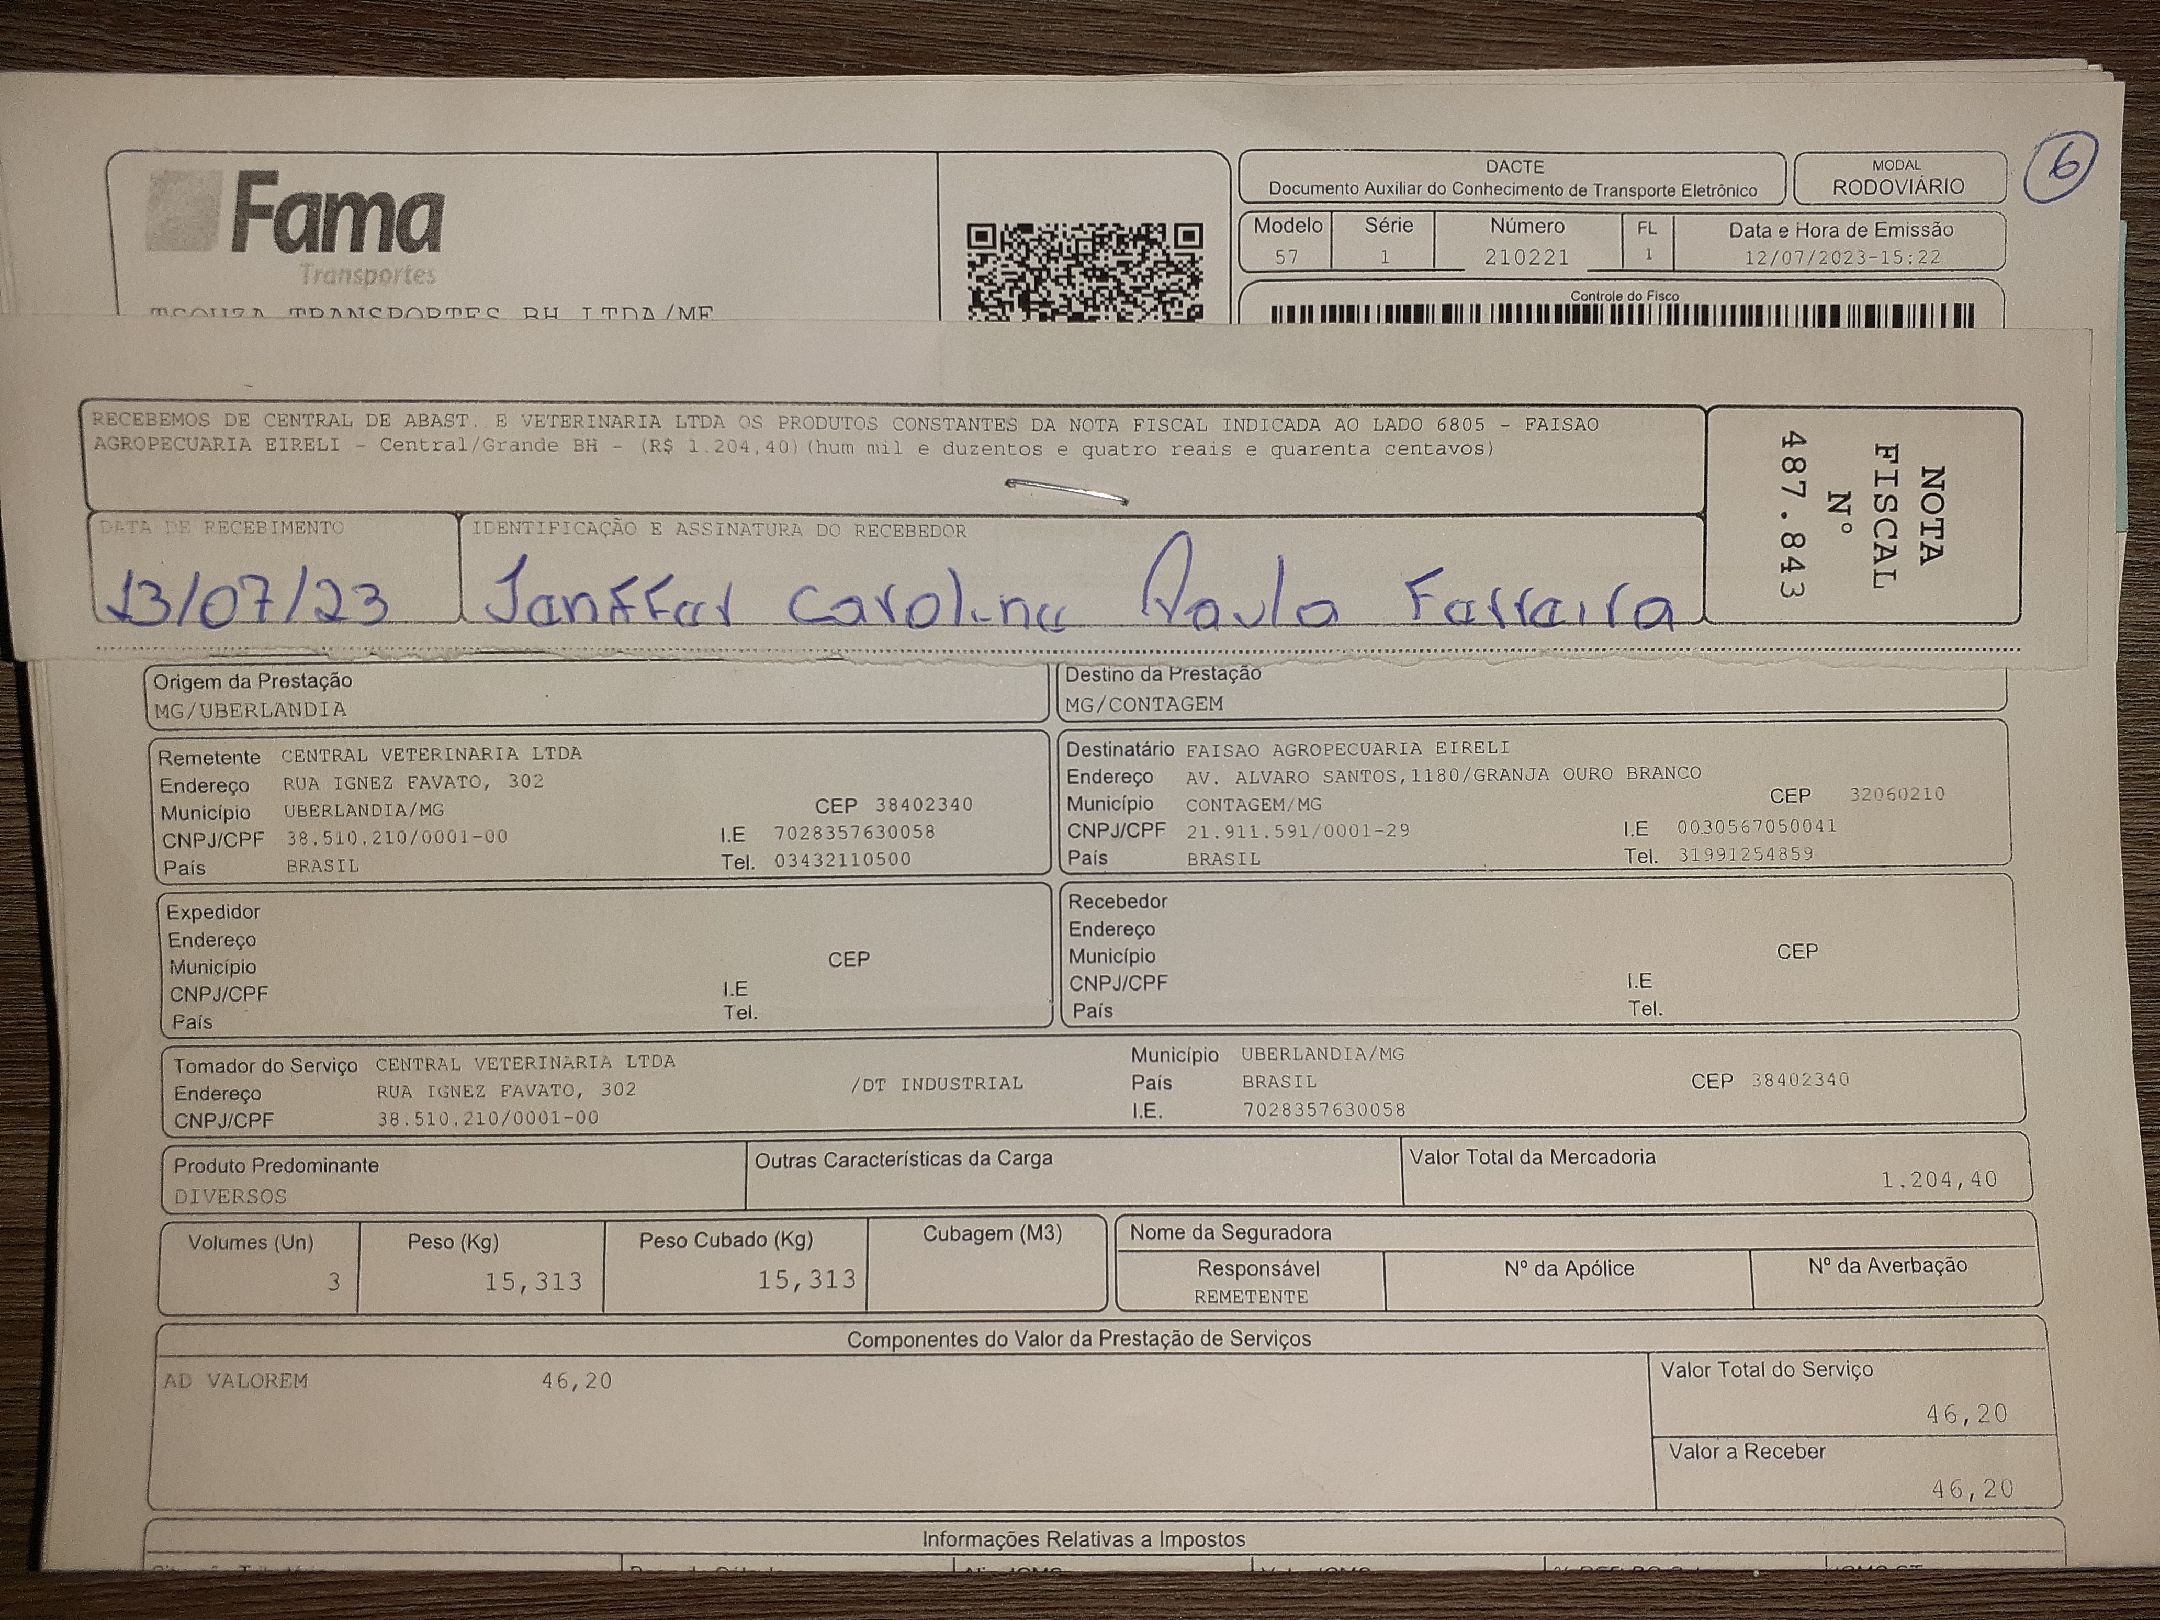 Fama
Transportes
TSOUZA TRANSPORTES BH LTDA/ME
DACTE
Documento Auxiliar do Conhecimento de Transporte Eletrônico
MODAL
RODOVIÁRIO
6
Modelo Série Número FL Data e Hora de Emissão
57 1 210221 1 12/07/2023-15:22
Controle do Fisco
RECEBEMOS DE CENTRAL DE ABAST. E VETERINARIA LTDA OS PRODUTOS CONSTANTES DA NOTA FISCAL INDICADA AO LADO 6805 - FAISAO
AGROPECUARIA EIRELI - Central/Grande BH - (R$ 1.204,40)(hum mil e duzentos e quatro reais e quarenta centavos)
NOTA
FISCAL
Nº
487.843
DATA DE RECEBIMENTO IDENTIFICAÇÃO E ASSINATURA DO RECEBEDOR
13/07/23 Carolina Paula Ferreira
Origem da Prestação
MG/UBERLANDIA
Destino da Prestação
MG/CONTAGEM
Remetente CENTRAL VETERINARIA LTDA
Endereço RUA IGNEZ FAVATO, 302
Município UBERLANDIA/MG CEP 38402340
CNPJ/CPF 38.510.210/0001-00 I.E 7028357630058
País BRASIL Tel. 03432110500
Destinatário FAISAO AGROPECUARIA EIRELI
Endereço AV. ALVARO SANTOS,1180/GRANJA OURO BRANCO
Município CONTAGEM/MG CEP 32060210
CNPJ/CPF 21.911.591/0001-29 I.E 0030567050041
País BRASIL Tel. 31991254859
Expedidor
Endereço
Município CEP
CNPJ/CPF I.E
País Tel.
Recebedor
Endereço
Município CEP
CNPJ/CPF I.E
País Tel.
Tomador do Serviço CENTRAL VETERINARIA LTDA Município UBERLANDIA/MG
Endereço RUA IGNEZ FAVATO, 302 /DT INDUSTRIAL País BRASIL CEP 38402340
CNPJ/CPF 38.510.210/0001-00 I.E. 7028357630058
Produto Predominante
DIVERSOS
Outras Características da Carga
Valor Total da Mercadoria
1.204,40
Volumes (Un) Peso (Kg) Peso Cubado (Kg) Cubagem (M3)
3 15,313 15,313
Nome da Seguradora
Responsável Nº da Apólice Nº da Averbação
REMETENTE
Componentes do Valor da Prestação de Serviços
AD VALOREM 46,20
Valor Total do Serviço
46,20
Valor a Receber
46,20
Informações Relativas a Impostos